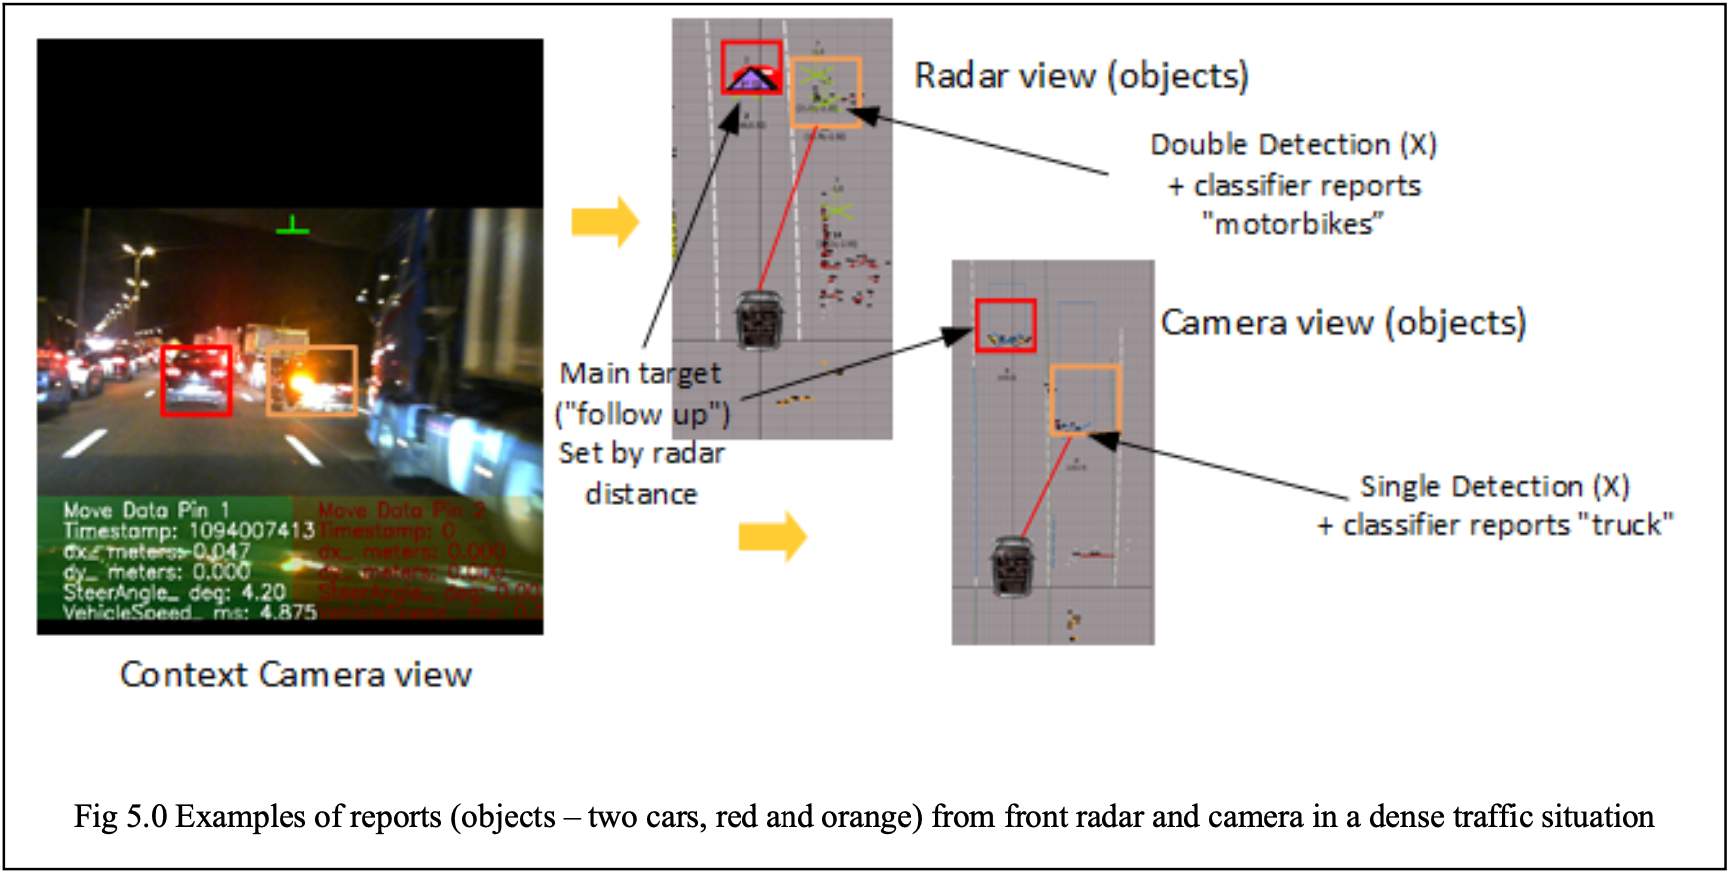 Radar view (objects)
Double Detection (X)
+ classifier reports
"motorbikes”
Camera view (objects)
Main target
("follow up")
Set by radar
distance
Single Detection (X)
+ classifier reports "truck"
Move Data Pin 1
Timestamp: 1094007413
dx_ meters: 0.047
dy_ meters: 0.000
SteerAngle_ deg: 4.20
VehicleSpeed_ ms: 4.875
Move Data Pin 2
Timestamp: 0
dx_ meters: 0.000
dy_ meters: 0.000
SteerAngle_ deg: 0.00
Context Camera view
Fig 5.0 Examples of reports (objects – two cars, red and orange) from front radar and camera in a dense traffic situation